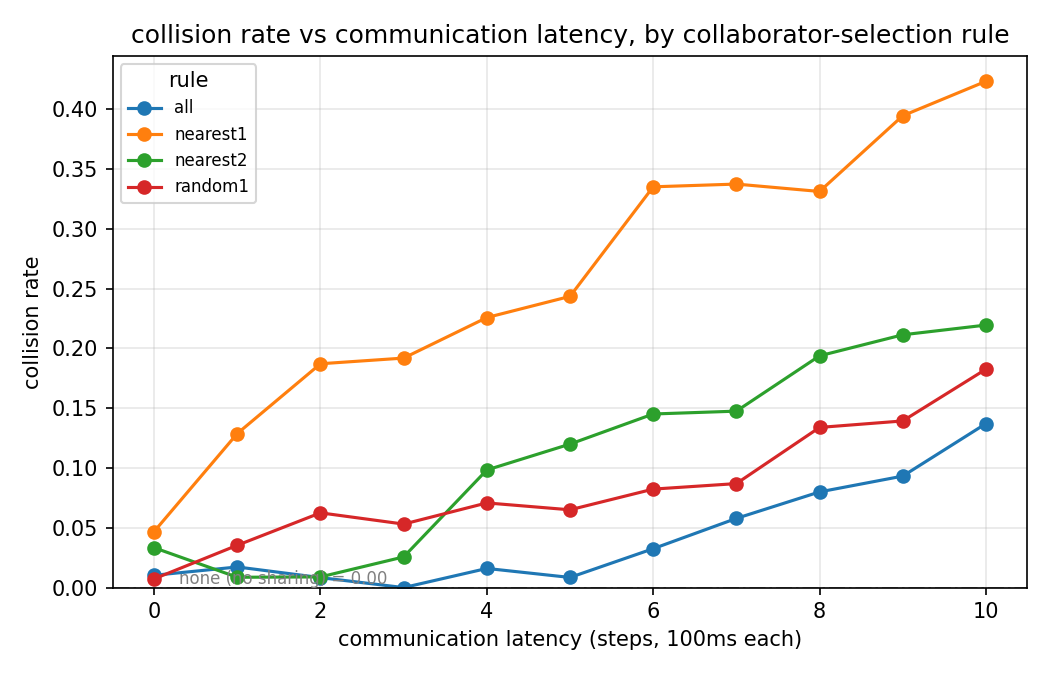 collision rate vs communication latency, by collaborator-selection rule
rule
all
nearest1
nearest2
random1
collision rate
0.40
0.35
0.30
0.25
0.20
0.15
0.10
0.05
0.00
none (no sharing) = 0.00
0 2 4 6 8 10
communication latency (steps, 100ms each)